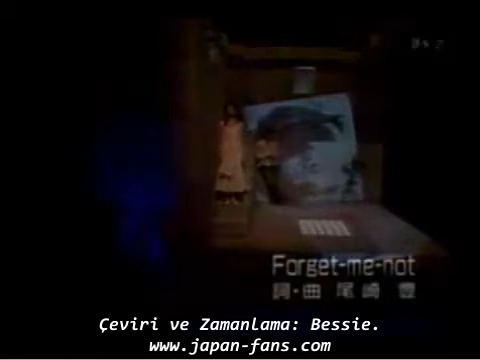 Forget-me-not
詞・曲 尾崎 豊
Çeviri ve Zamanlama: Bessie.
www.japan-fans.com